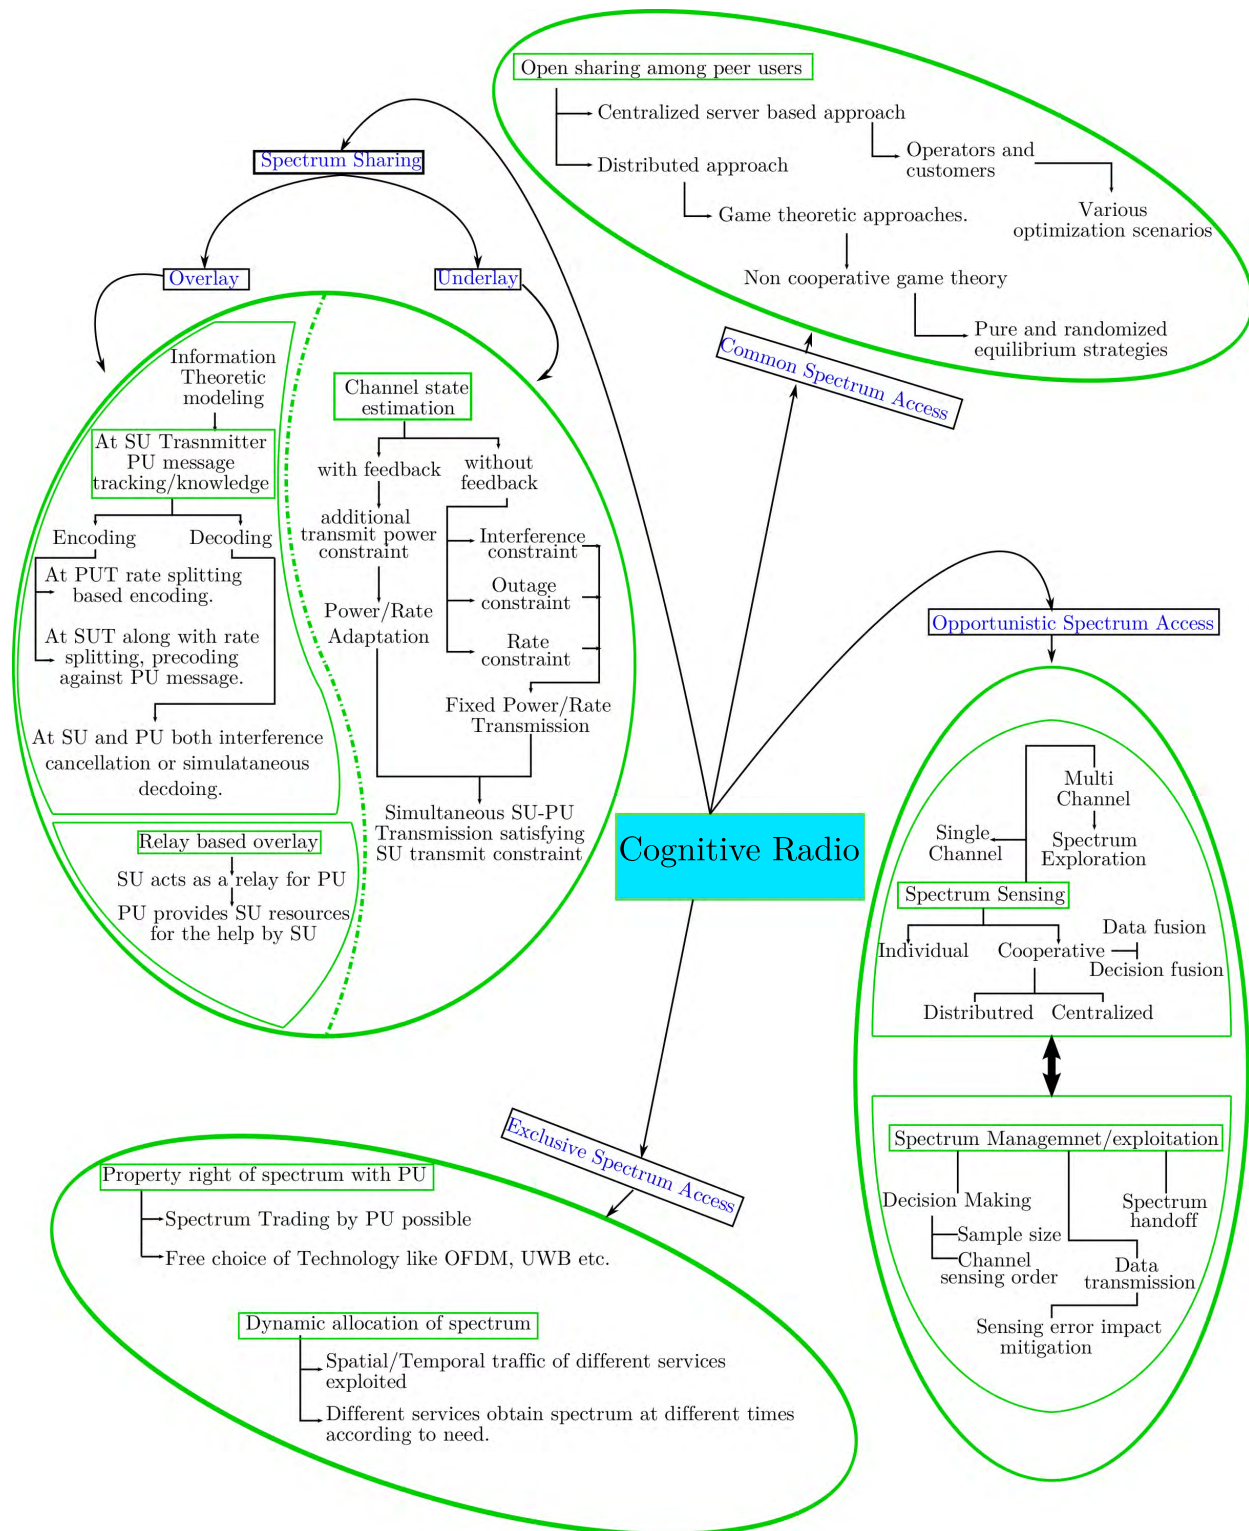 Open sharing among peer users
Centralized server based approach
Operators and
customers
Distributed approach
Various
optimization scenarios
Game theoretic approaches.
Non cooperative game theory
Pure and randomized
equilibrium strategies
Common Spectrum Access
Spectrum Sharing
Overlay
Underlay
Information
Theoretic
modeling
At SU Trasnmitter
PU message
tracking/knowledge
Encoding
Decoding
At PUT rate splitting
based encoding.
At SUT along with rate
splitting, precoding
against PU message.
At SU and PU both interference
cancellation or simulataneous
decdoing.
Relay based overlay
SU acts as a relay for PU
PU provides SU resources
for the help by SU
Channel state
estimation
with feedback
without
feedback
additional
transmit power
constraint
Interference
constraint
Outage
constraint
Power/Rate
Adaptation
Rate
constraint
Fixed Power/Rate
Transmission
Simultaneous SU-PU
Transmission satisfying
SU transmit constraint
Cognitive Radio
Opportunistic Spectrum Access
Multi
Channel
Single
Channel
Spectrum
Exploration
Spectrum Sensing
Individual
Cooperative
Data fusion
Decision fusion
Distributred
Centralized
Spectrum Managemnet/exploitation
Decision Making
Spectrum
handoff
Sample size
Channel
sensing order
Data
transmission
Sensing error impact
mitigation
Exclusive Spectrum Access
Property right of spectrum with PU
Spectrum Trading by PU possible
Free choice of Technology like OFDM, UWB etc.
Dynamic allocation of spectrum
Spatial/Temporal traffic of different services
exploited
Different services obtain spectrum at different times
according to need.